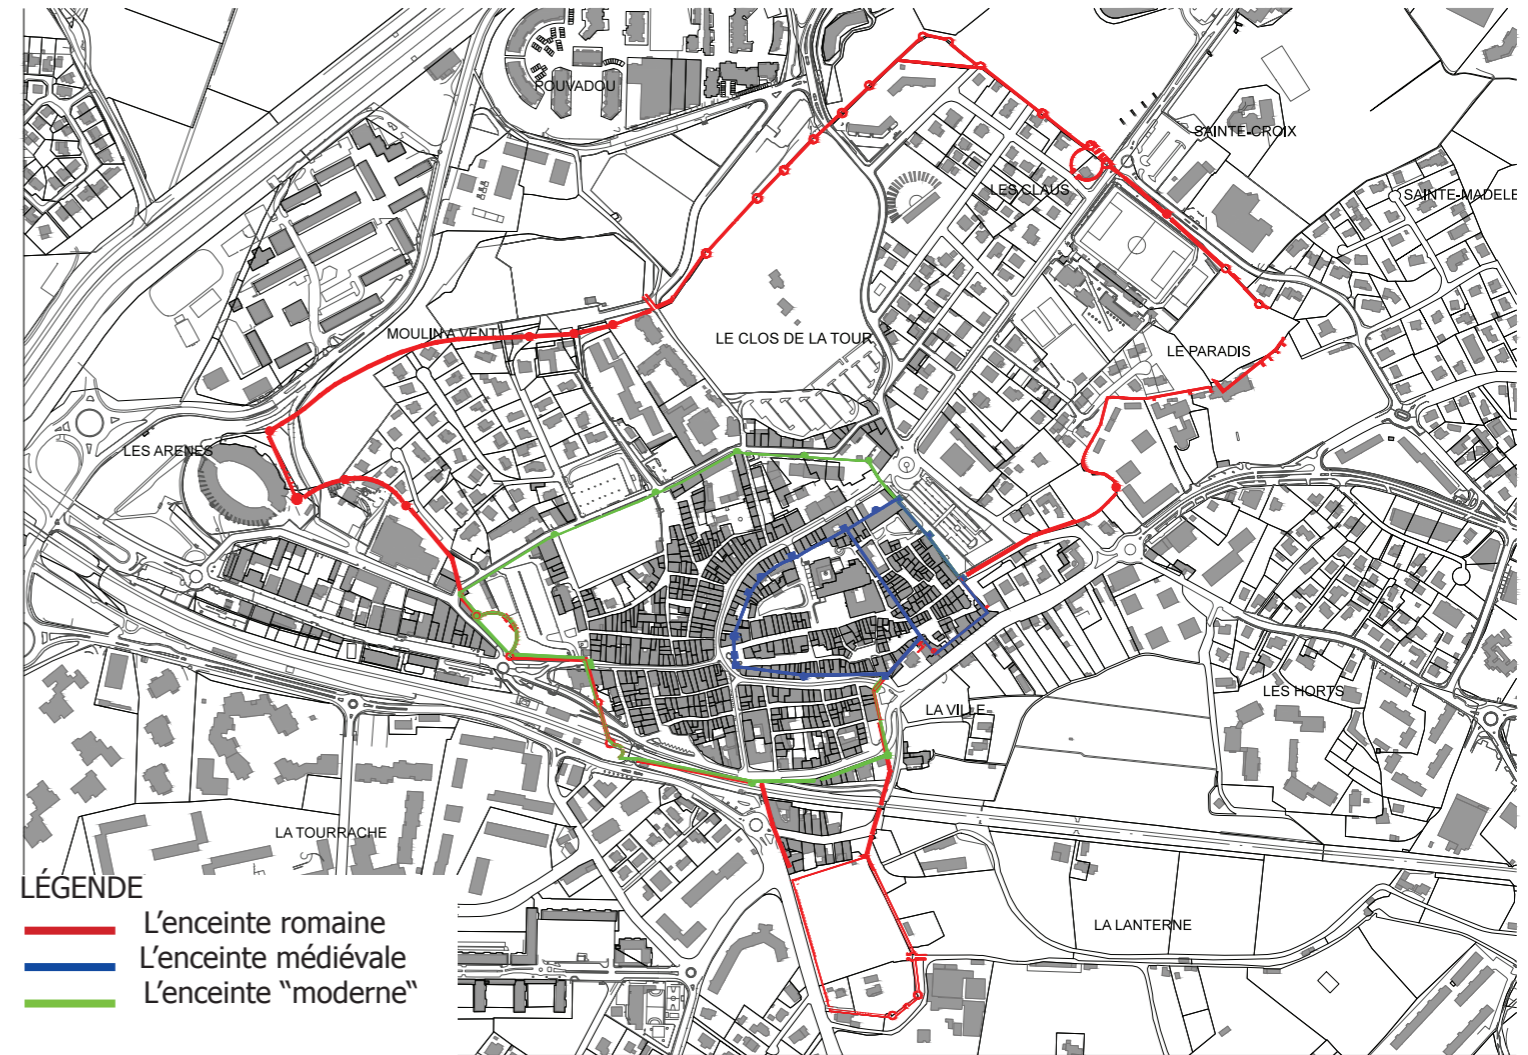 POUVADOU
SAINTE-CROIX
LES CLAUS
SAINTE-MADELE
MOULIN A VENT
LE CLOS DE LA TOUR
LE PARADIS
LES ARENES
LES HORTS
LA VILLE
LA TOURRACHE
LA LANTERNE
LÉGENDE
L'enceinte romaine
L'enceinte médiévale
L'enceinte "moderne"